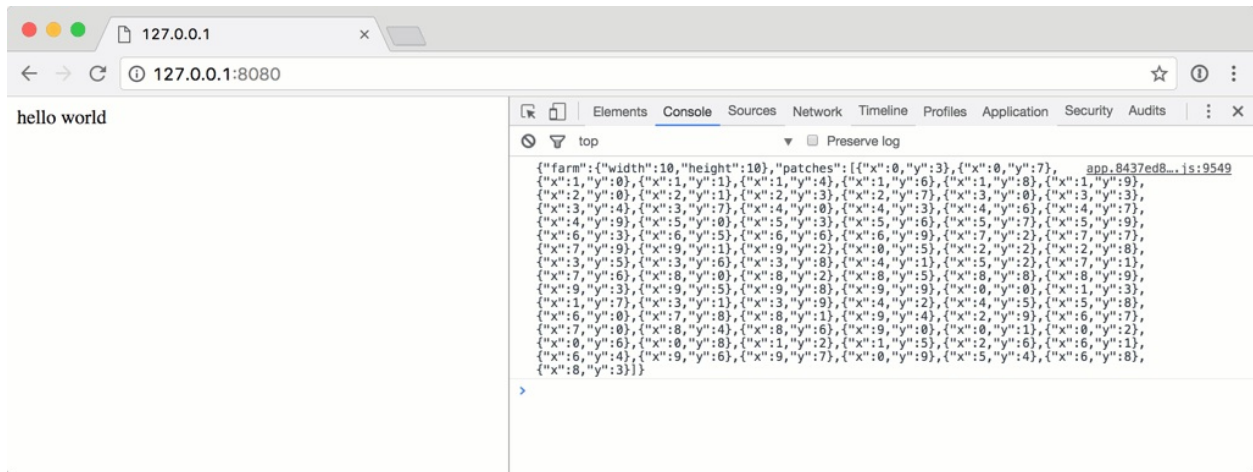 127.0.0.1
127.0.0.1:8080
hello world
Elements Console Sources Network Timeline Profiles Application Security Audits
top Preserve log
{"farm":{"width":10,"height":10},"patches":[{"x":0,"y":3},{"x":0,"y":7}, app.8437ed8….js:9549
{"x":1,"y":0},{"x":1,"y":1},{"x":1,"y":4},{"x":1,"y":6},{"x":1,"y":8},{"x":1,"y":9},
{"x":2,"y":0},{"x":2,"y":1},{"x":2,"y":3},{"x":2,"y":7},{"x":3,"y":0},{"x":3,"y":3},
{"x":3,"y":4},{"x":3,"y":7},{"x":4,"y":0},{"x":4,"y":3},{"x":4,"y":6},{"x":4,"y":7},
{"x":4,"y":9},{"x":5,"y":0},{"x":5,"y":3},{"x":5,"y":6},{"x":5,"y":7},{"x":5,"y":9},
{"x":6,"y":3},{"x":6,"y":5},{"x":6,"y":6},{"x":6,"y":9},{"x":7,"y":2},{"x":7,"y":7},
{"x":7,"y":9},{"x":9,"y":1},{"x":9,"y":2},{"x":0,"y":5},{"x":2,"y":2},{"x":2,"y":8},
{"x":3,"y":5},{"x":3,"y":6},{"x":3,"y":8},{"x":4,"y":1},{"x":5,"y":2},{"x":7,"y":1},
{"x":7,"y":6},{"x":8,"y":0},{"x":8,"y":2},{"x":8,"y":5},{"x":8,"y":8},{"x":8,"y":9},
{"x":9,"y":3},{"x":9,"y":5},{"x":9,"y":8},{"x":9,"y":9},{"x":0,"y":0},{"x":1,"y":3},
{"x":1,"y":7},{"x":3,"y":1},{"x":3,"y":9},{"x":4,"y":2},{"x":4,"y":5},{"x":5,"y":8},
{"x":6,"y":0},{"x":7,"y":8},{"x":8,"y":1},{"x":9,"y":4},{"x":2,"y":9},{"x":6,"y":7},
{"x":7,"y":0},{"x":8,"y":4},{"x":8,"y":6},{"x":9,"y":0},{"x":0,"y":1},{"x":0,"y":2},
{"x":0,"y":6},{"x":0,"y":8},{"x":1,"y":2},{"x":1,"y":5},{"x":2,"y":6},{"x":6,"y":1},
{"x":6,"y":4},{"x":9,"y":6},{"x":9,"y":7},{"x":0,"y":9},{"x":5,"y":4},{"x":6,"y":8},
{"x":8,"y":3}]}